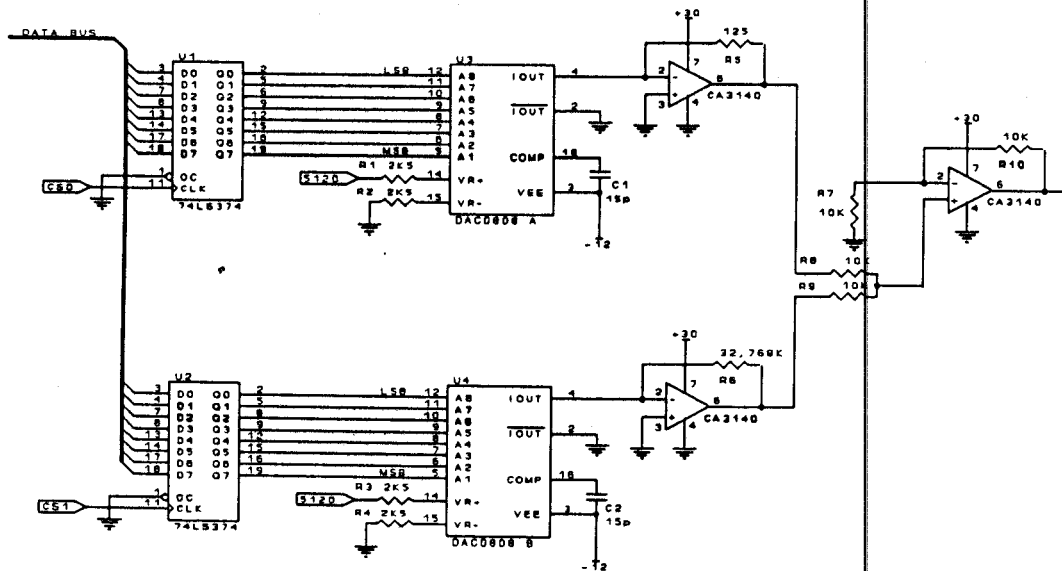 DATA BUS
U1
3 D0 Q0 2
4 D1 Q1 5
7 D2 Q2 6
8 D3 Q3 9
13 D4 Q4 12
14 D5 Q5 15
17 D6 Q6 16
18 D7 Q7 19
1 OC
11 CLK
CS0
74LS374
LSB
MSB
R1 2K5
R2 2K5
5120
U3
12 A8 IOUT 4
11 A7
10 A6
9 A5 IOUT 2
8 A4
7 A3
6 A2
5 A1 COMP 16
14 VR+
15 VR- VEE 3
DAC0808 A
C1
15p
-12
+30
125
R5
2
3
7
6
4
CA3140
+30
10K
R10
2
7
6
4
CA3140
R7
10K
R8 10K
R9 10K
U2
3 D0 Q0 2
4 D1 Q1 5
7 D2 Q2 6
8 D3 Q3 9
13 D4 Q4 12
14 D5 Q5 15
17 D6 Q6 16
18 D7 Q7 19
1 OC
11 CLK
CS1
74LS374
LSB
MSB
R3 2K5
R4 2K5
5120
U4
12 A8 IOUT 4
11 A7
10 A6
9 A5 IOUT 2
8 A4
7 A3
6 A2
5 A1 COMP 16
14 VR+
15 VR- VEE 3
DAC0808 B
C2
15p
-12
+30
32,768K
R6
2
3
7
6
4
CA3140